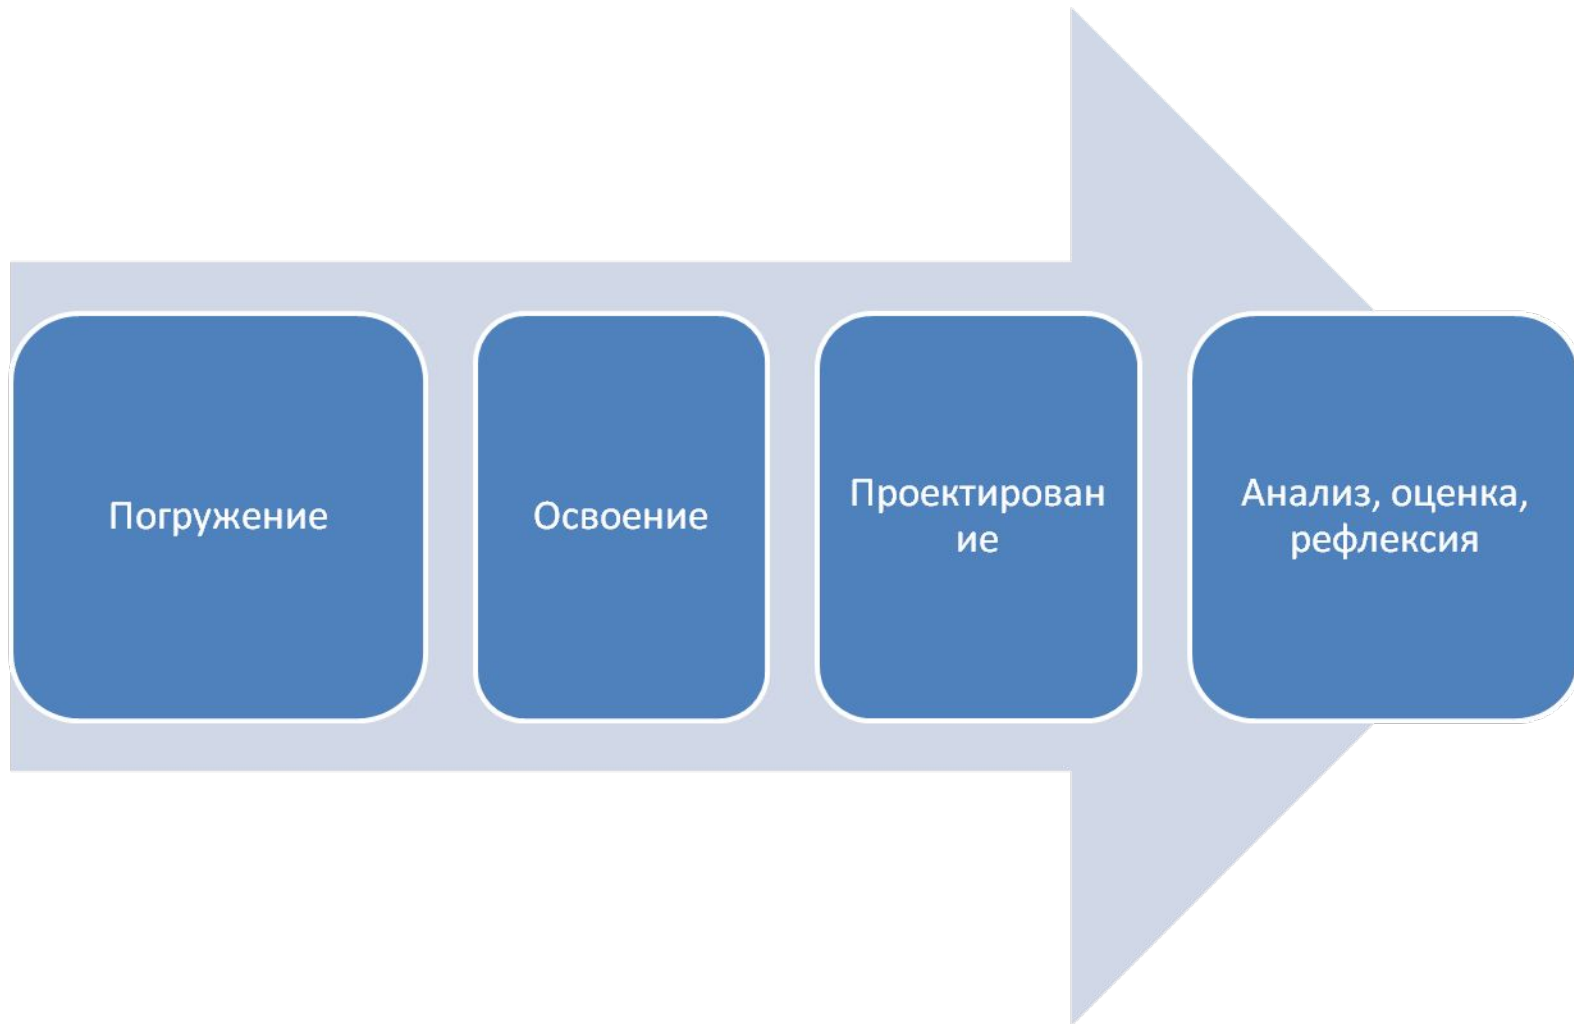 Погружение
Освоение
Проектирован
ие
Анализ, оценка,
рефлексия